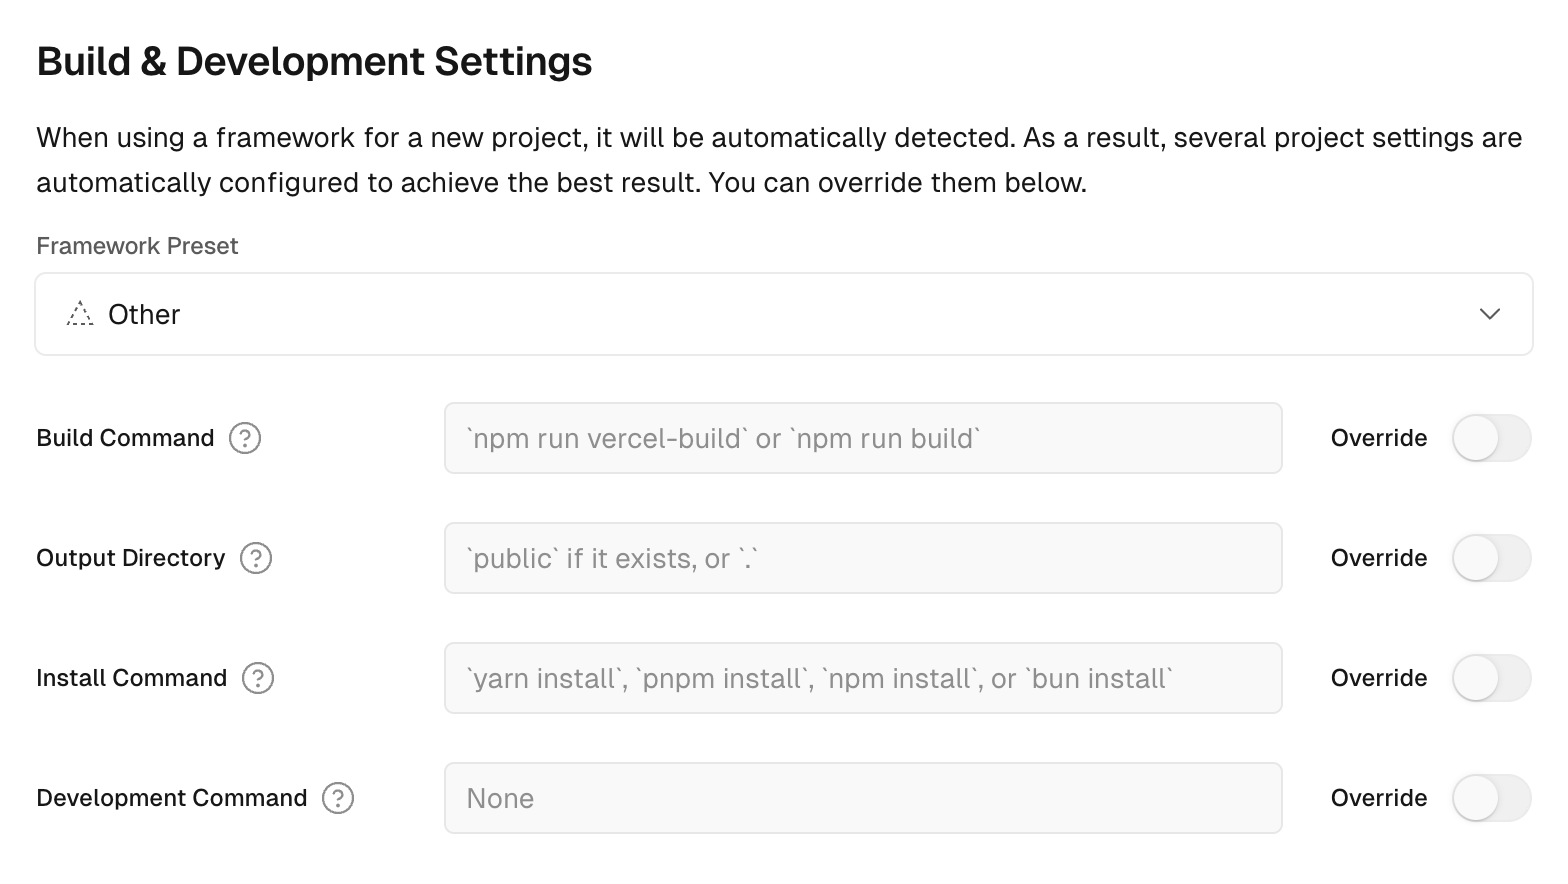 Build & Development Settings
When using a framework for a new project, it will be automatically detected. As a result, several project settings are
automatically configured to achieve the best result. You can override them below.
Framework Preset
Other
Build Command ?
`npm run vercel-build` or `npm run build`
Override
Output Directory ?
`public` if it exists, or `.`
Override
Install Command ?
`yarn install`, `pnpm install`, `npm install`, or `bun install`
Override
Development Command ?
None
Override